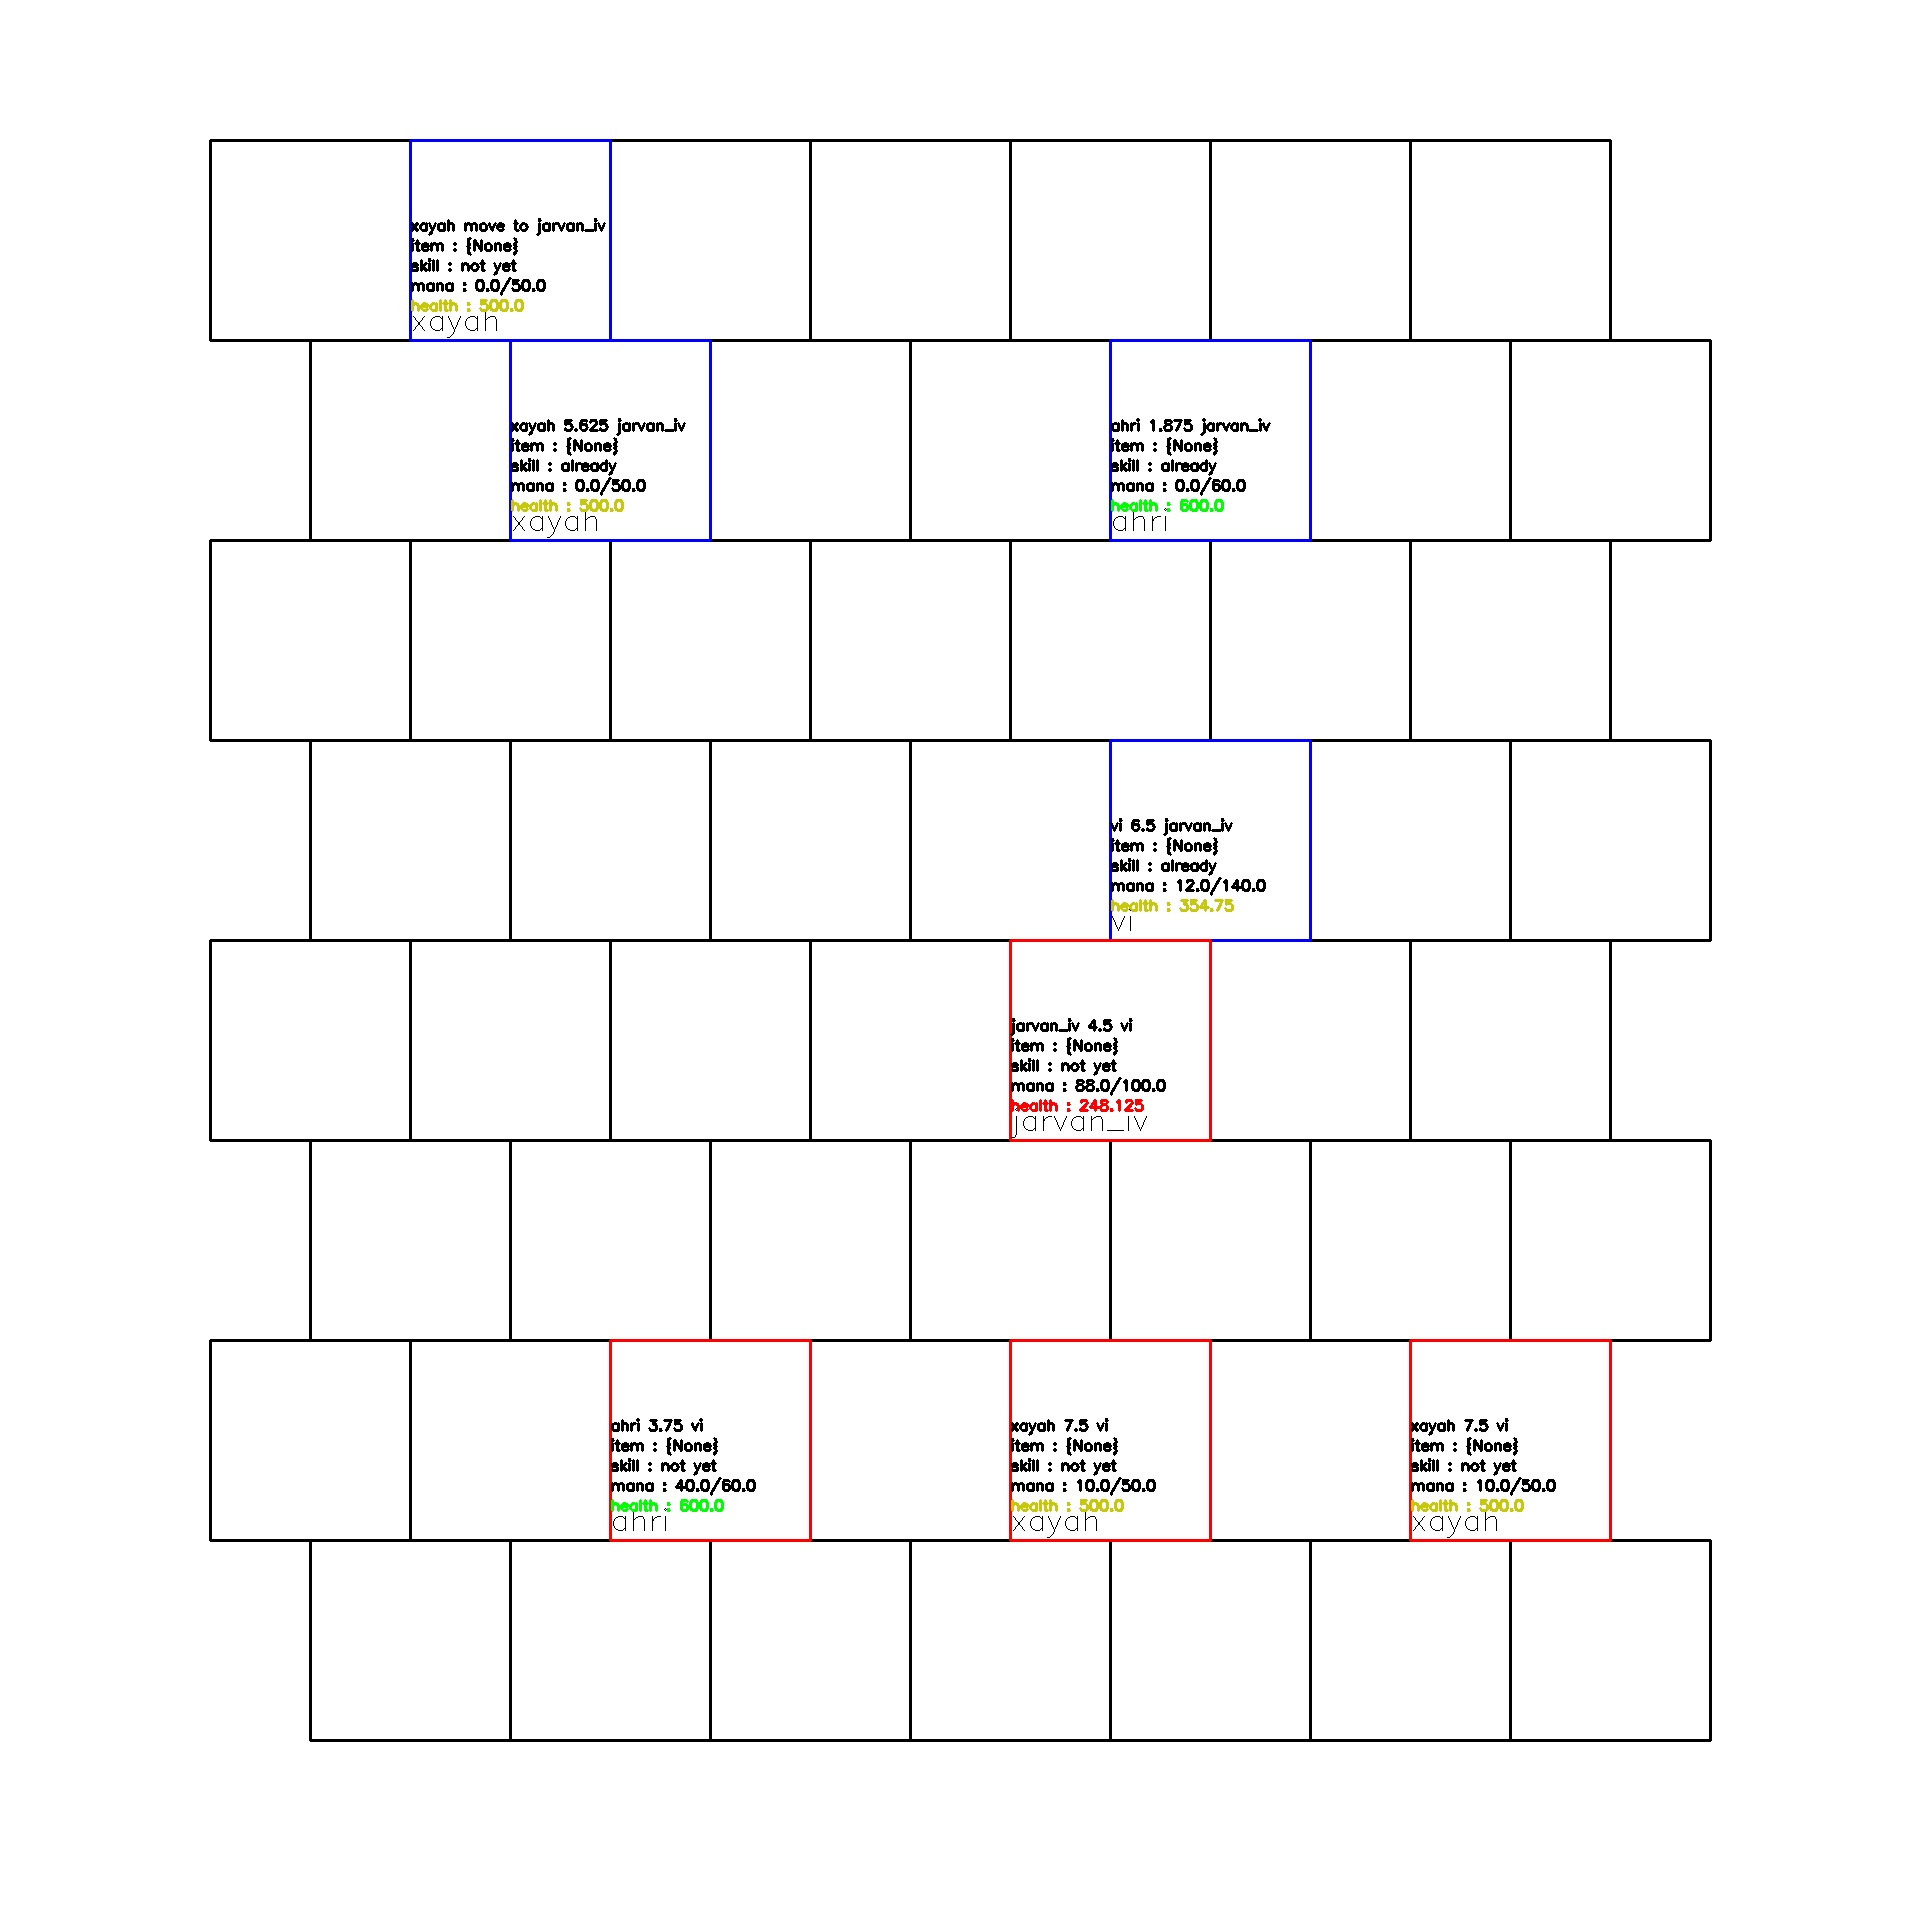 xayah move to jarvan_iv
item : {None}
skill : not yet
mana : 0.0/50.0
health : 500.0
xayah
xayah 5.625 jarvan_iv
item : {None}
skill : already
mana : 0.0/50.0
health : 500.0
xayah
ahri 1.875 jarvan_iv
item : {None}
skill : already
mana : 0.0/60.0
health : 600.0
ahri
vi 6.5 jarvan_iv
item : {None}
skill : already
mana : 12.0/140.0
health : 354.75
vi
jarvan_iv 4.5 vi
item : {None}
skill : not yet
mana : 88.0/100.0
health : 248.125
jarvan_iv
ahri 3.75 vi
item : {None}
skill : not yet
mana : 40.0/60.0
health : 600.0
ahri
xayah 7.5 vi
item : {None}
skill : not yet
mana : 10.0/50.0
health : 500.0
xayah
xayah 7.5 vi
item : {None}
skill : not yet
mana : 10.0/50.0
health : 500.0
xayah